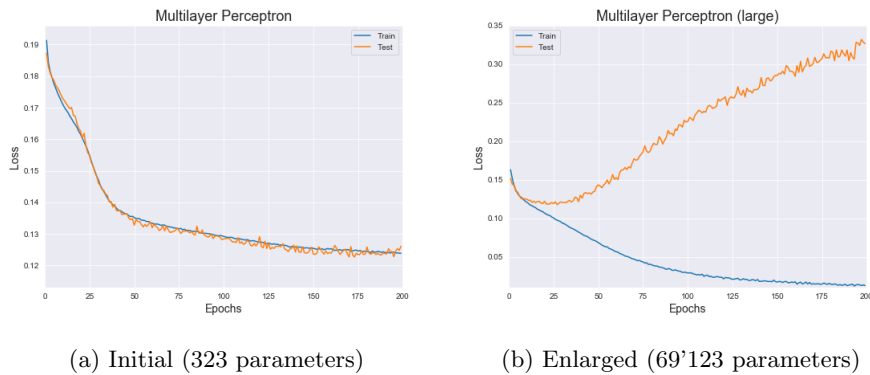 Multilayer Perceptron
Loss
0.19
0.18
0.17
0.16
0.15
0.14
0.13
0.12
Train
Test
0 25 50 75 100 125 150 175 200
Epochs
(a) Initial (323 parameters)
Multilayer Perceptron (large)
Loss
0.35
0.30
0.25
0.20
0.15
0.10
0.05
Train
Test
0 25 50 75 100 125 150 175 200
Epochs
(b) Enlarged (69'123 parameters)